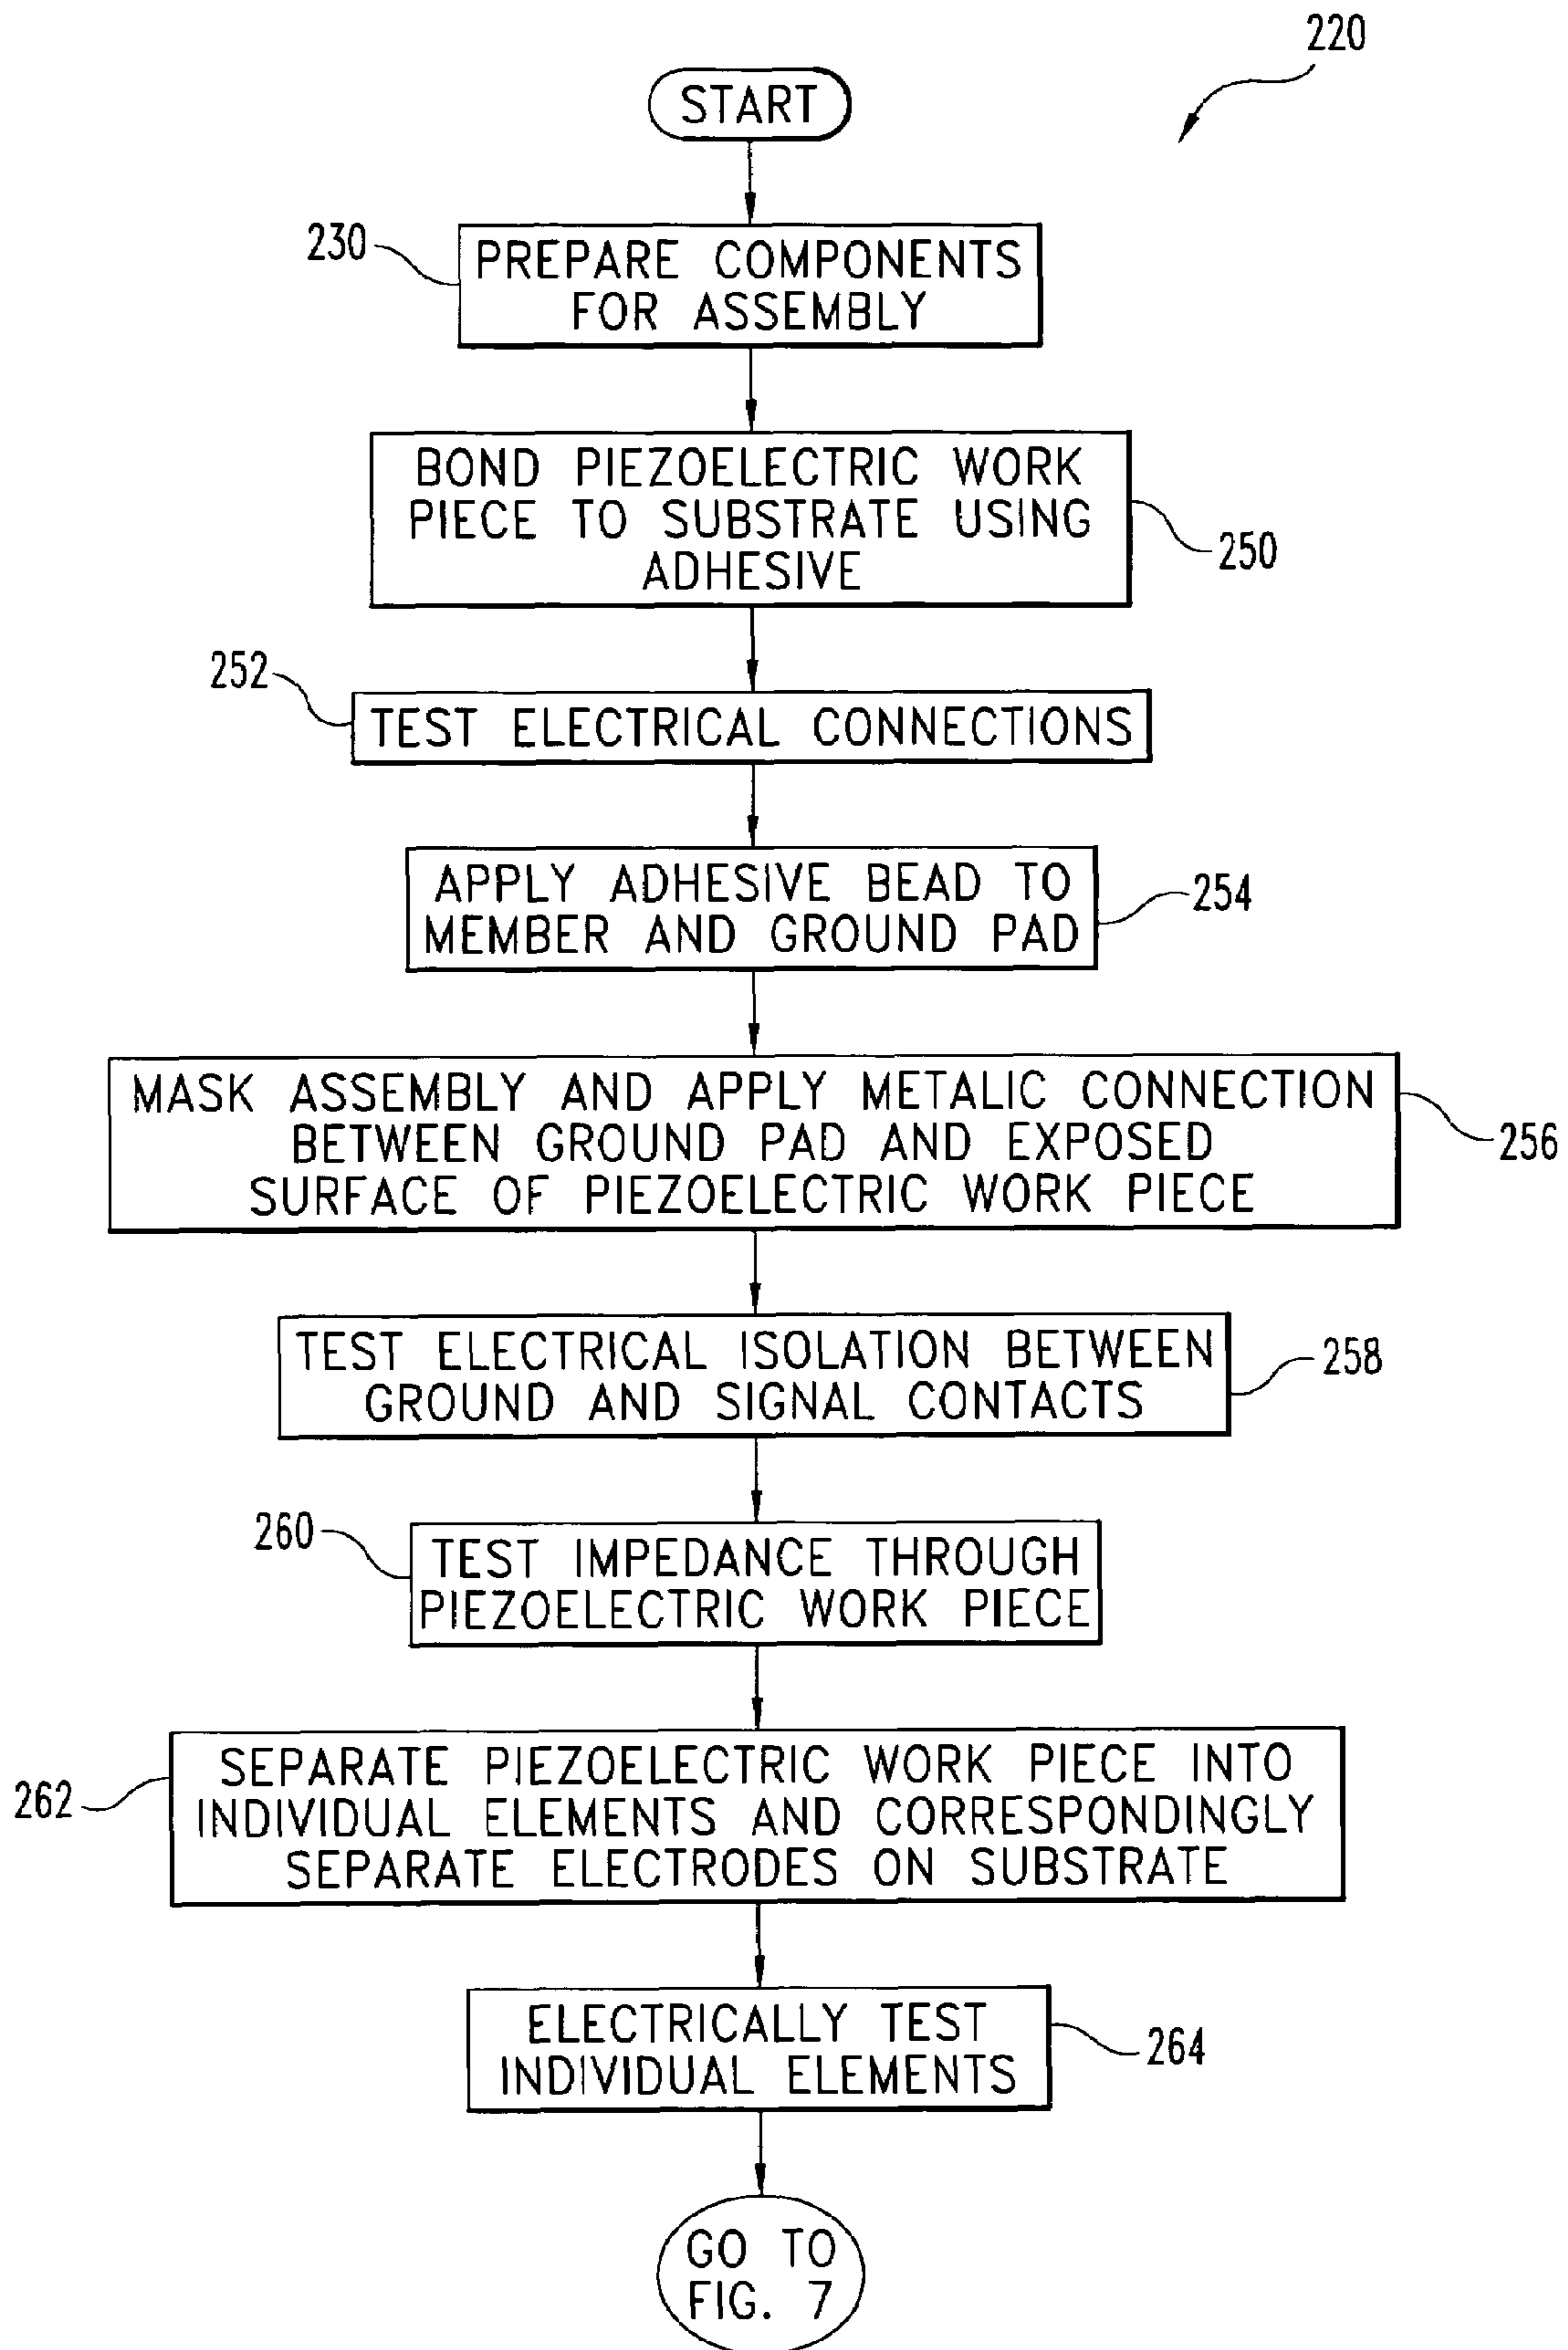 220
START
230
PREPARE COMPONENTS
FOR ASSEMBLY
BOND PIEZOELECTRIC WORK
PIECE TO SUBSTRATE USING
ADHESIVE
250
252
TEST ELECTRICAL CONNECTIONS
APPLY ADHESIVE BEAD TO
MEMBER AND GROUND PAD
254
MASK ASSEMBLY AND APPLY METALIC CONNECTION
BETWEEN GROUND PAD AND EXPOSED
SURFACE OF PIEZOELECTRIC WORK PIECE
256
TEST ELECTRICAL ISOLATION BETWEEN
GROUND AND SIGNAL CONTACTS
258
260
TEST IMPEDANCE THROUGH
PIEZOELECTRIC WORK PIECE
262
SEPARATE PIEZOELECTRIC WORK PIECE INTO
INDIVIDUAL ELEMENTS AND CORRESPONDINGLY
SEPARATE ELECTRODES ON SUBSTRATE
ELECTRICALLY TEST
INDIVIDUAL ELEMENTS
264
GO TO
FIG. 7